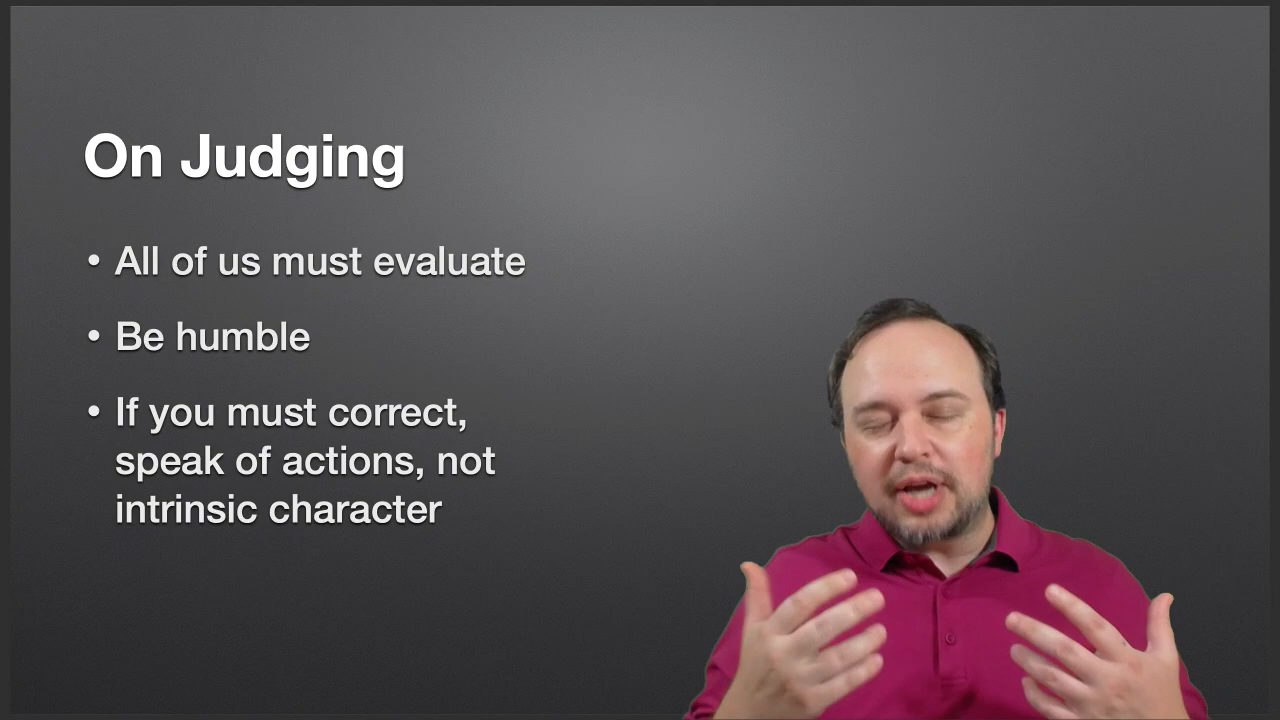 On Judging
• All of us must evaluate
• Be humble
• If you must correct,
speak of actions, not
intrinsic character